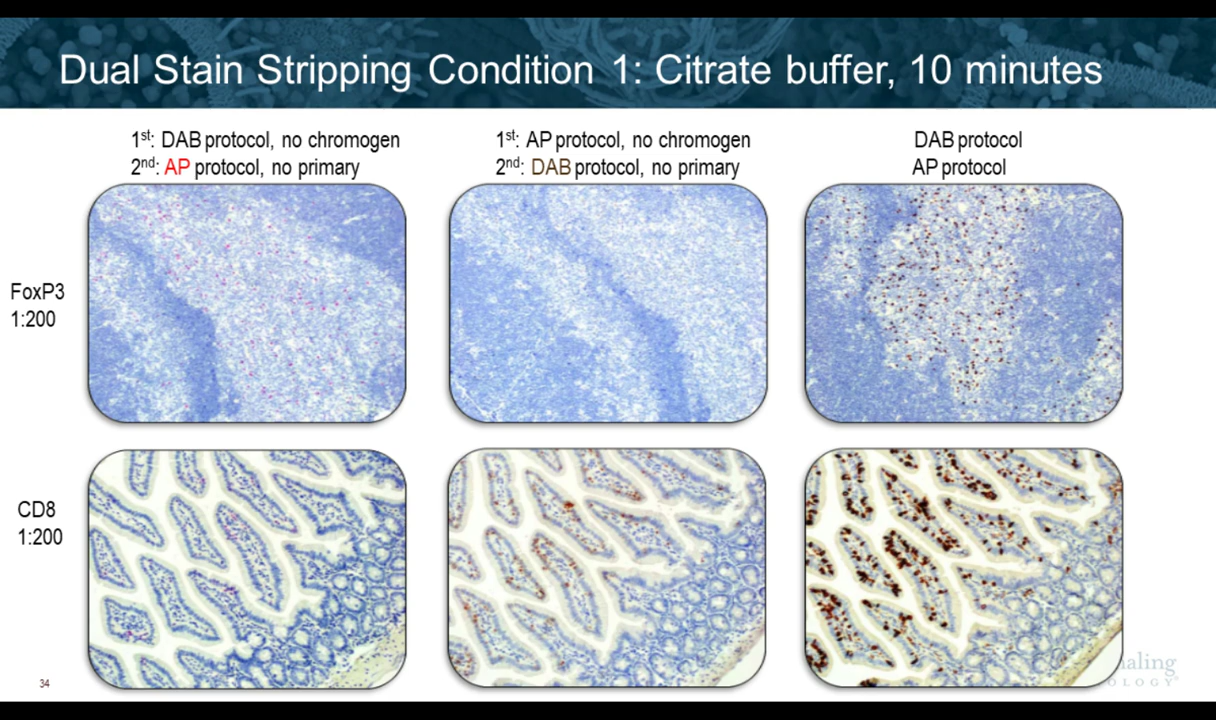 Dual Stain Stripping Condition 1: Citrate buffer, 10 minutes
1st: DAB protocol, no chromogen
2nd: AP protocol, no primary
1st: AP protocol, no chromogen
2nd: DAB protocol, no primary
DAB protocol
AP protocol
FoxP3
1:200
CD8
1:200
34